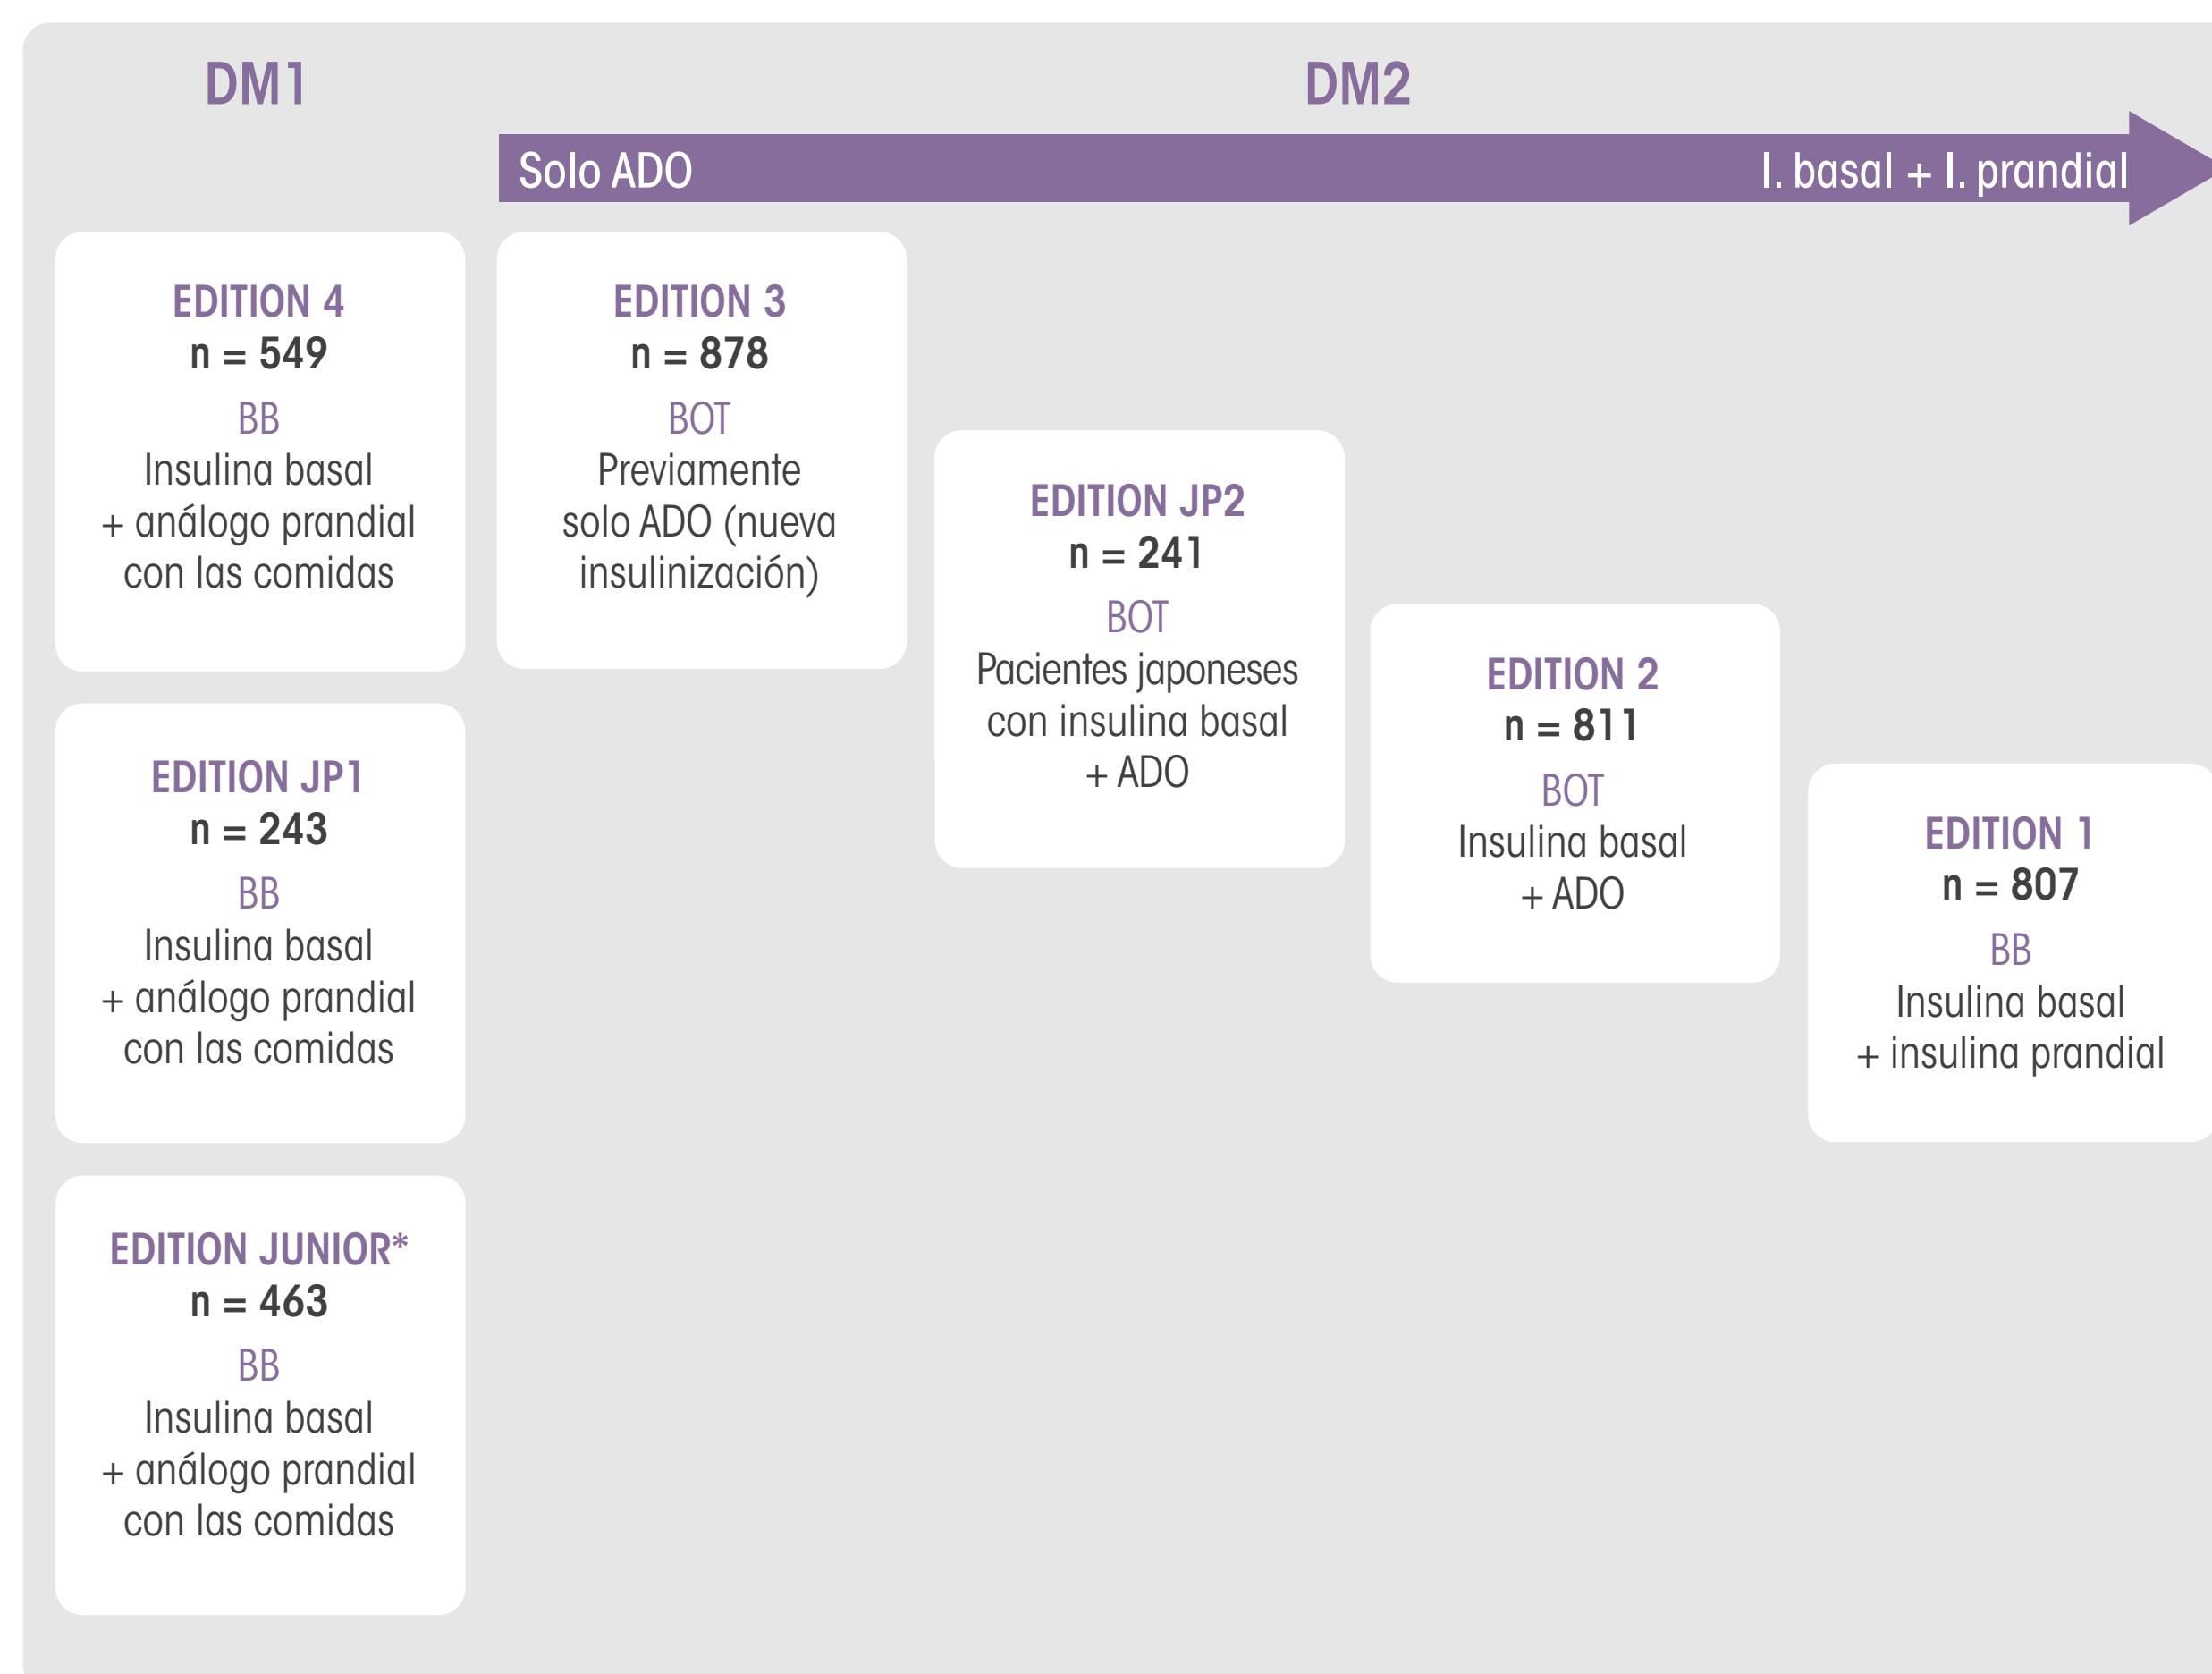 DM1
DM2
Solo ADO
I. basal + I. prandial
EDITION 4
n = 549
BB
Insulina basal
+ análogo prandial
con las comidas
EDITION JP1
n = 243
BB
Insulina basal
+ análogo prandial
con las comidas
EDITION JUNIOR*
n = 463
BB
Insulina basal
+ análogo prandial
con las comidas
EDITION 3
n = 878
BOT
Previamente
solo ADO (nueva
insulinización)
EDITION JP2
n = 241
BOT
Pacientes japoneses
con insulina basal
+ ADO
EDITION 2
n = 811
BOT
Insulina basal
+ ADO
EDITION 1
n = 807
BB
Insulina basal
+ insulina prandial